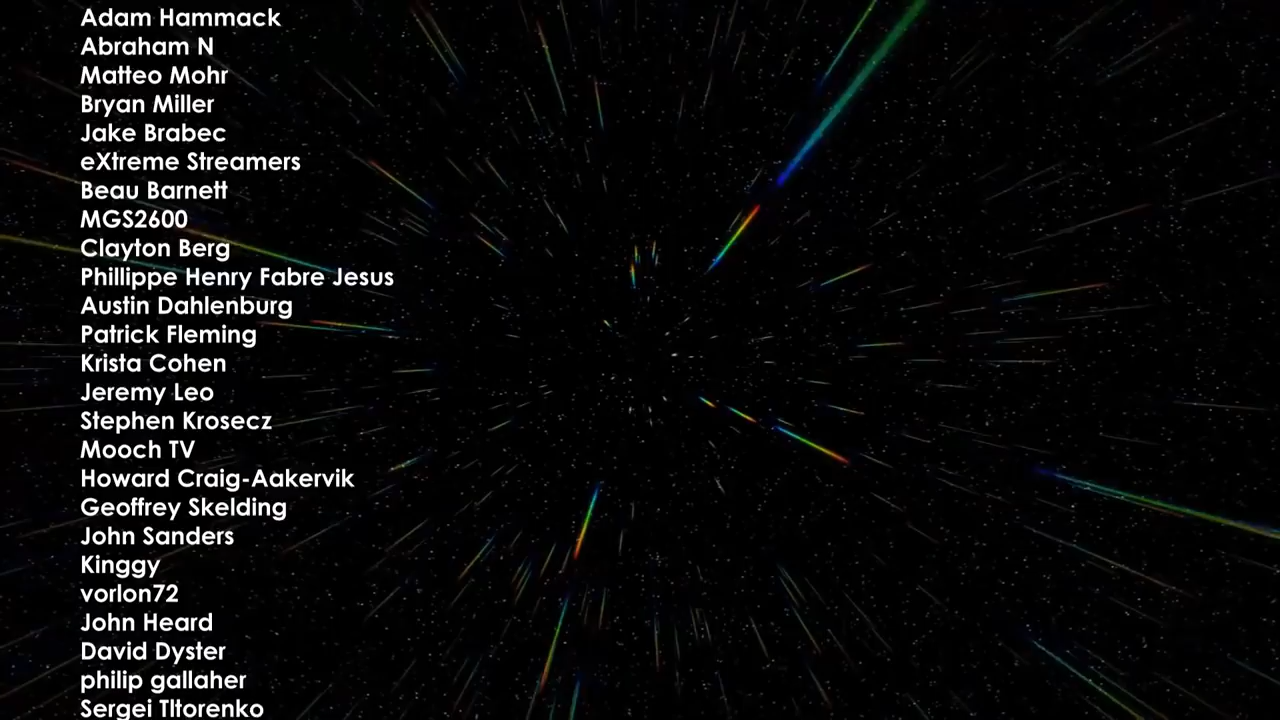 Adam Hammack
Abraham N
Matteo Mohr
Bryan Miller
Jake Brabec
eXtreme Streamers
Beau Barnett
MGS2600
Clayton Berg
Phillippe Henry Fabre Jesus
Austin Dahlenburg
Patrick Fleming
Krista Cohen
Jeremy Leo
Stephen Krosecz
Mooch TV
Howard Craig-Aakervik
Geoffrey Skelding
John Sanders
Kinggy
vorlon72
John Heard
David Dyster
philip gallaher
Sergei Tltorenko